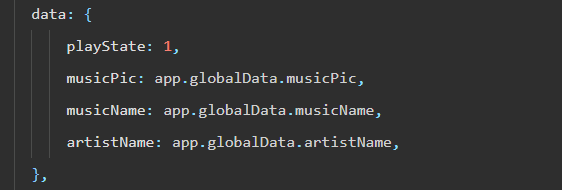 data: {
playState: 1,
musicPic: app.globalData.musicPic,
musicName: app.globalData.musicName,
artistName: app.globalData.artistName,
},